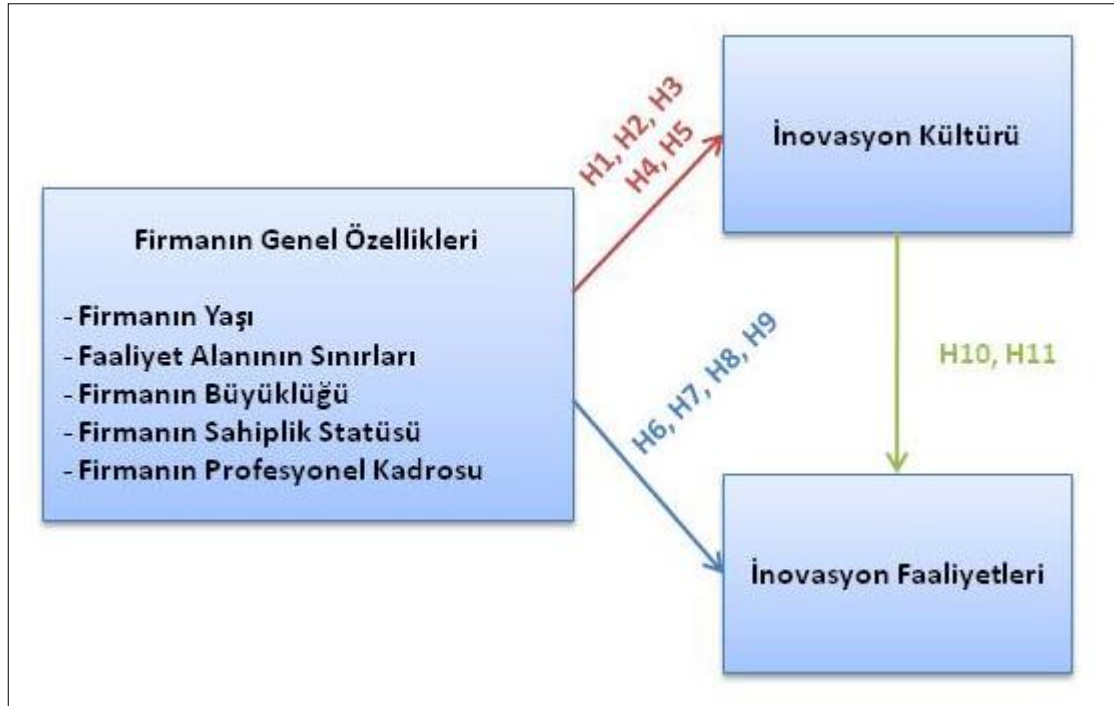 Firmanın Genel Özellikleri
- Firmanın Yaşı
- Faaliyet Alanının Sınırları
- Firmanın Büyüklüğü
- Firmanın Sahiplik Statüsü
- Firmanın Profesyonel Kadrosu
H1, H2, H3
H4, H5
İnovasyon Kültürü
H6, H7, H8, H9
H10, H11
İnovasyon Faaliyetleri